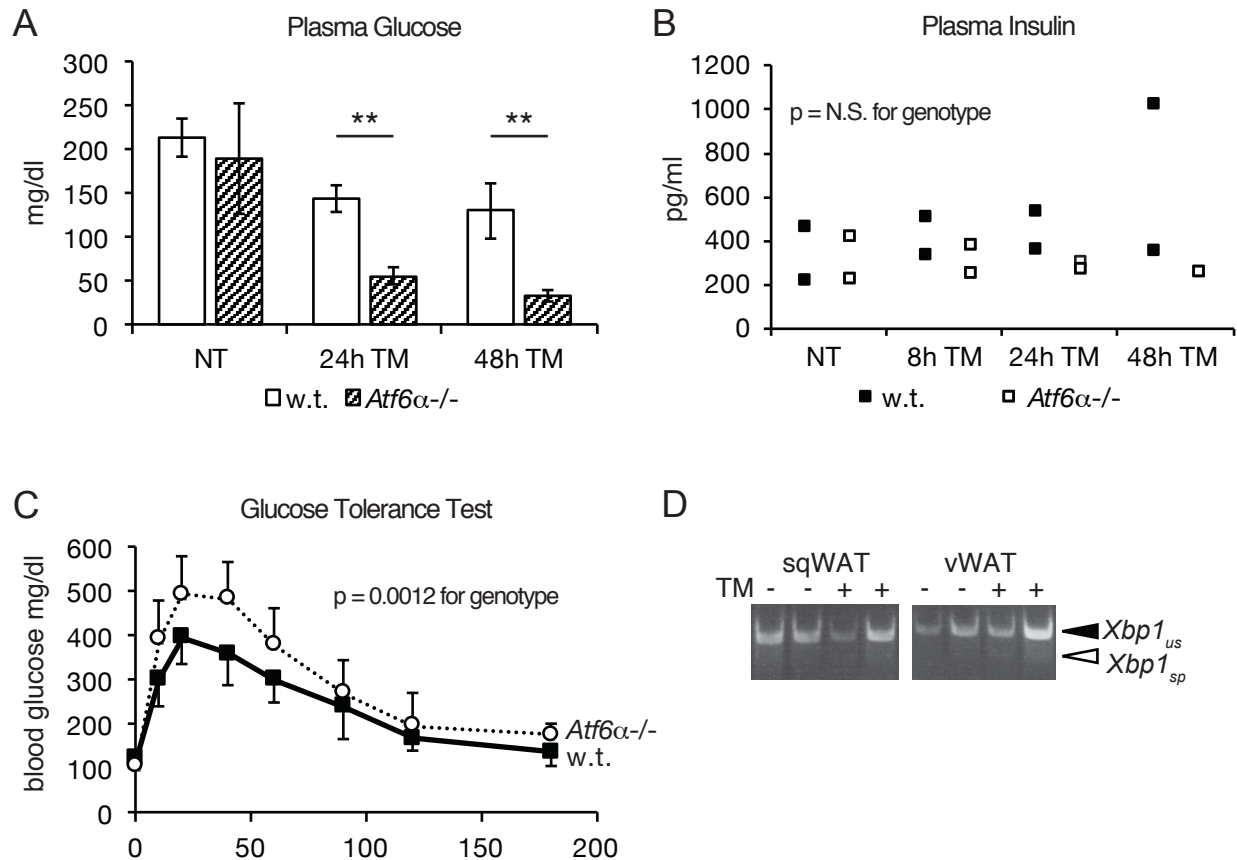 A
Plasma Glucose
mg/dl
300
250
200
150
100
50
0
**
**
NT
24h TM
48h TM
w.t.
Atf6α-/-
B
Plasma Insulin
pg/ml
1200
1000
800
600
400
200
0
p = N.S. for genotype
NT
8h TM
24h TM
48h TM
w.t.
Atf6α-/-
C
Glucose Tolerance Test
blood glucose mg/dl
600
500
400
300
200
100
0
p = 0.0012 for genotype
Atf6α-/-
w.t.
0
50
100
150
200
D
sqWAT
vWAT
TM - - + + - - + +
Xbp1us
Xbp1sp